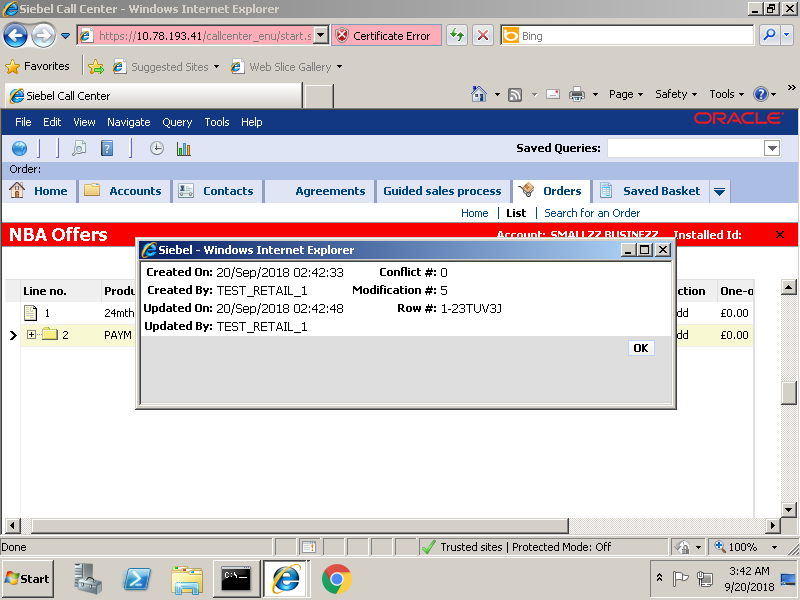 Siebel Call Center - Windows Internet Explorer
https://10.78.193.41/callcenter_enu/start.s
Certificate Error
Bing
Favorites
Suggested Sites
Web Slice Gallery
Siebel Call Center
Page
Safety
Tools
File Edit View Navigate Query Tools Help
ORACLE
Saved Queries:
Order:
Home
Accounts
Contacts
Agreements
Guided sales process
Orders
Saved Basket
Home | List | Search for an Order
NBA Offers
Account: SMALLZZ BUSINEZZ Installed Id:
Siebel - Windows Internet Explorer
Created On: 20/Sep/2018 02:42:33 Conflict #: 0
Created By: TEST_RETAIL_1 Modification #: 5
Updated On: 20/Sep/2018 02:42:48 Row #: 1-23TUV3J
Updated By: TEST_RETAIL_1
OK
Line no. Produ ction One-o
1 24mth dd £0.00
2 PAYM dd £0.00
Done
Trusted sites | Protected Mode: Off
100%
Start
3:42 AM
9/20/2018